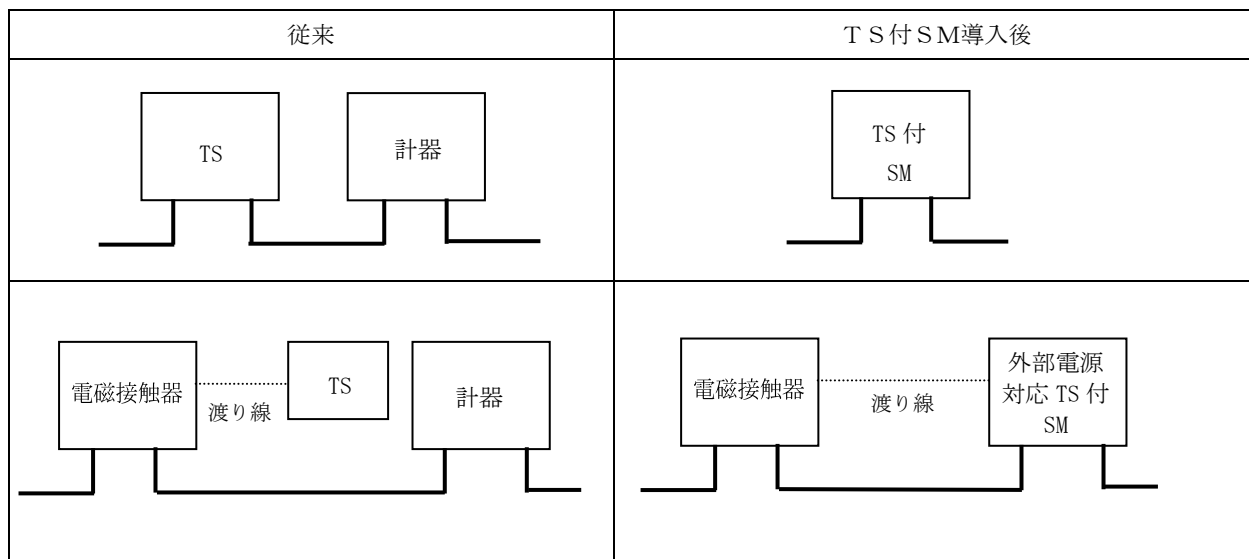 従来
ＴＳ付ＳＭ導入後
TS
計器
TS 付
SM
電磁接触器
渡り線
TS
計器
電磁接触器
渡り線
外部電源
対応 TS 付
SM